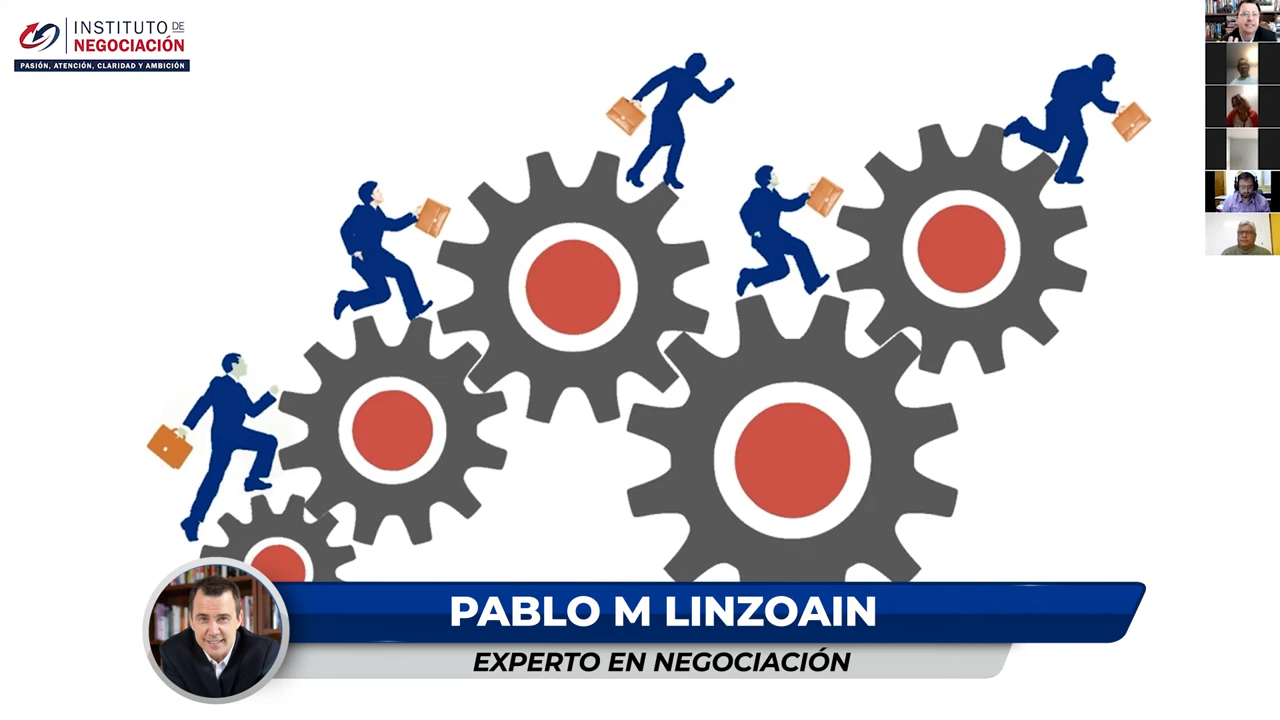 INSTITUTO DE
NEGOCIACIÓN
PASIÓN, ATENCIÓN, CLARIDAD Y AMBICIÓN
PABLO M LINZOAIN
EXPERTO EN NEGOCIACIÓN